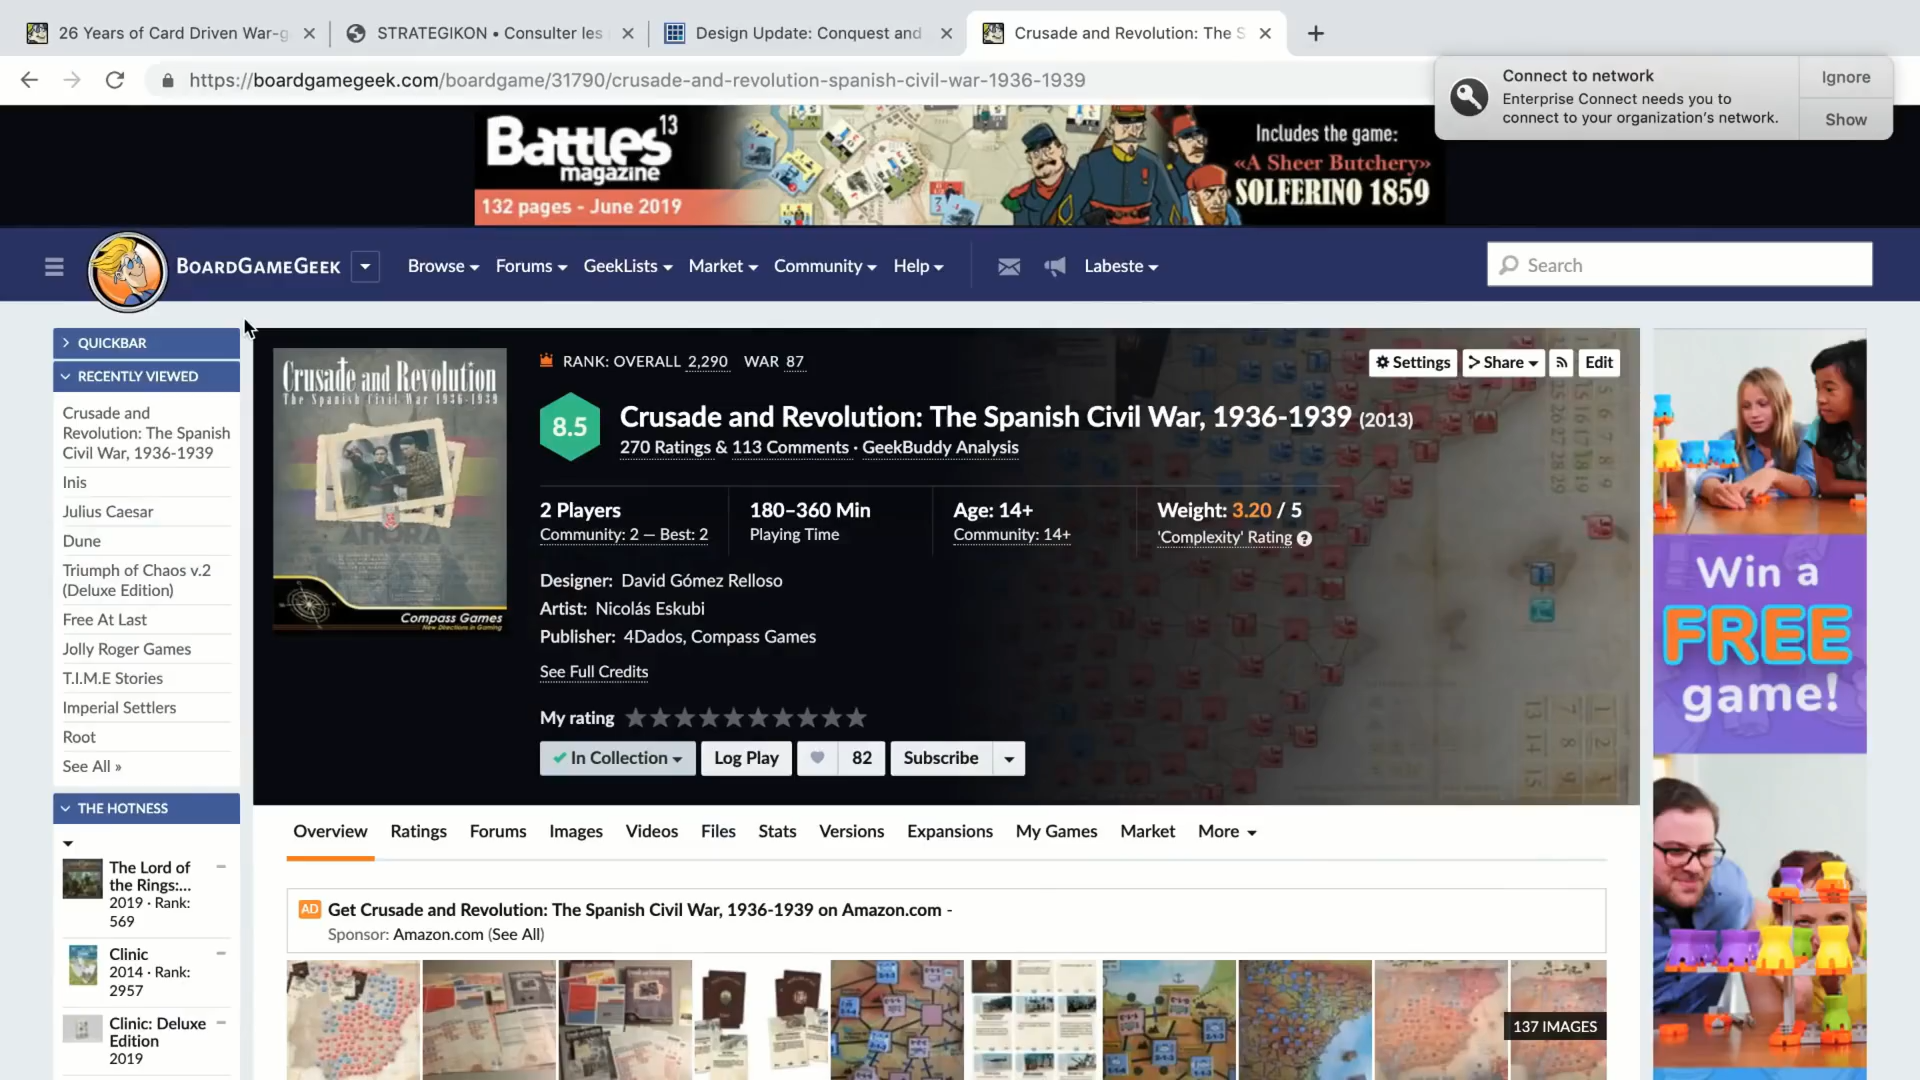 26 Years of Card Driven War-g
STRATEGIKON • Consulter les
Design Update: Conquest and
Crusade and Revolution: The S
https://boardgamegeek.com/boardgame/31790/crusade-and-revolution-spanish-civil-war-1936-1939
Connect to network
Enterprise Connect needs you to
connect to your organization's network.
Ignore
Show
Battles 13
magazine
132 pages - June 2019
Includes the game:
«A Sheer Butchery»
SOLFERINO 1859
BOARDGAMEGEEK
Browse
Forums
GeekLists
Market
Community
Help
Labeste
Search
QUICKBAR
RECENTLY VIEWED
Crusade and
Revolution: The Spanish
Civil War, 1936-1939
Inis
Julius Caesar
Dune
Triumph of Chaos v.2
(Deluxe Edition)
Free At Last
Jolly Roger Games
T.I.M.E Stories
Imperial Settlers
Root
See All »
THE HOTNESS
The Lord of
the Rings:...
2019 · Rank:
569
Clinic
2014 · Rank:
2957
Clinic: Deluxe
Edition
2019
Crusade and Revolution
The Spanish Civil War 1936-1939
AHORA
Compass Games
New Directions in Gaming
RANK: OVERALL 2,290 WAR 87
Settings
Share
Edit
8.5
Crusade and Revolution: The Spanish Civil War, 1936-1939 (2013)
270 Ratings & 113 Comments · GeekBuddy Analysis
2 Players
Community: 2 — Best: 2
180–360 Min
Playing Time
Age: 14+
Community: 14+
Weight: 3.20 / 5
'Complexity' Rating ?
Designer: David Gómez Relloso
Artist: Nicolás Eskubi
Publisher: 4Dados, Compass Games
See Full Credits
My rating
In Collection
Log Play
82
Subscribe
Overview
Ratings
Forums
Images
Videos
Files
Stats
Versions
Expansions
My Games
Market
More
AD Get Crusade and Revolution: The Spanish Civil War, 1936-1939 on Amazon.com -
Sponsor: Amazon.com (See All)
137 IMAGES
Win a
FREE
game!